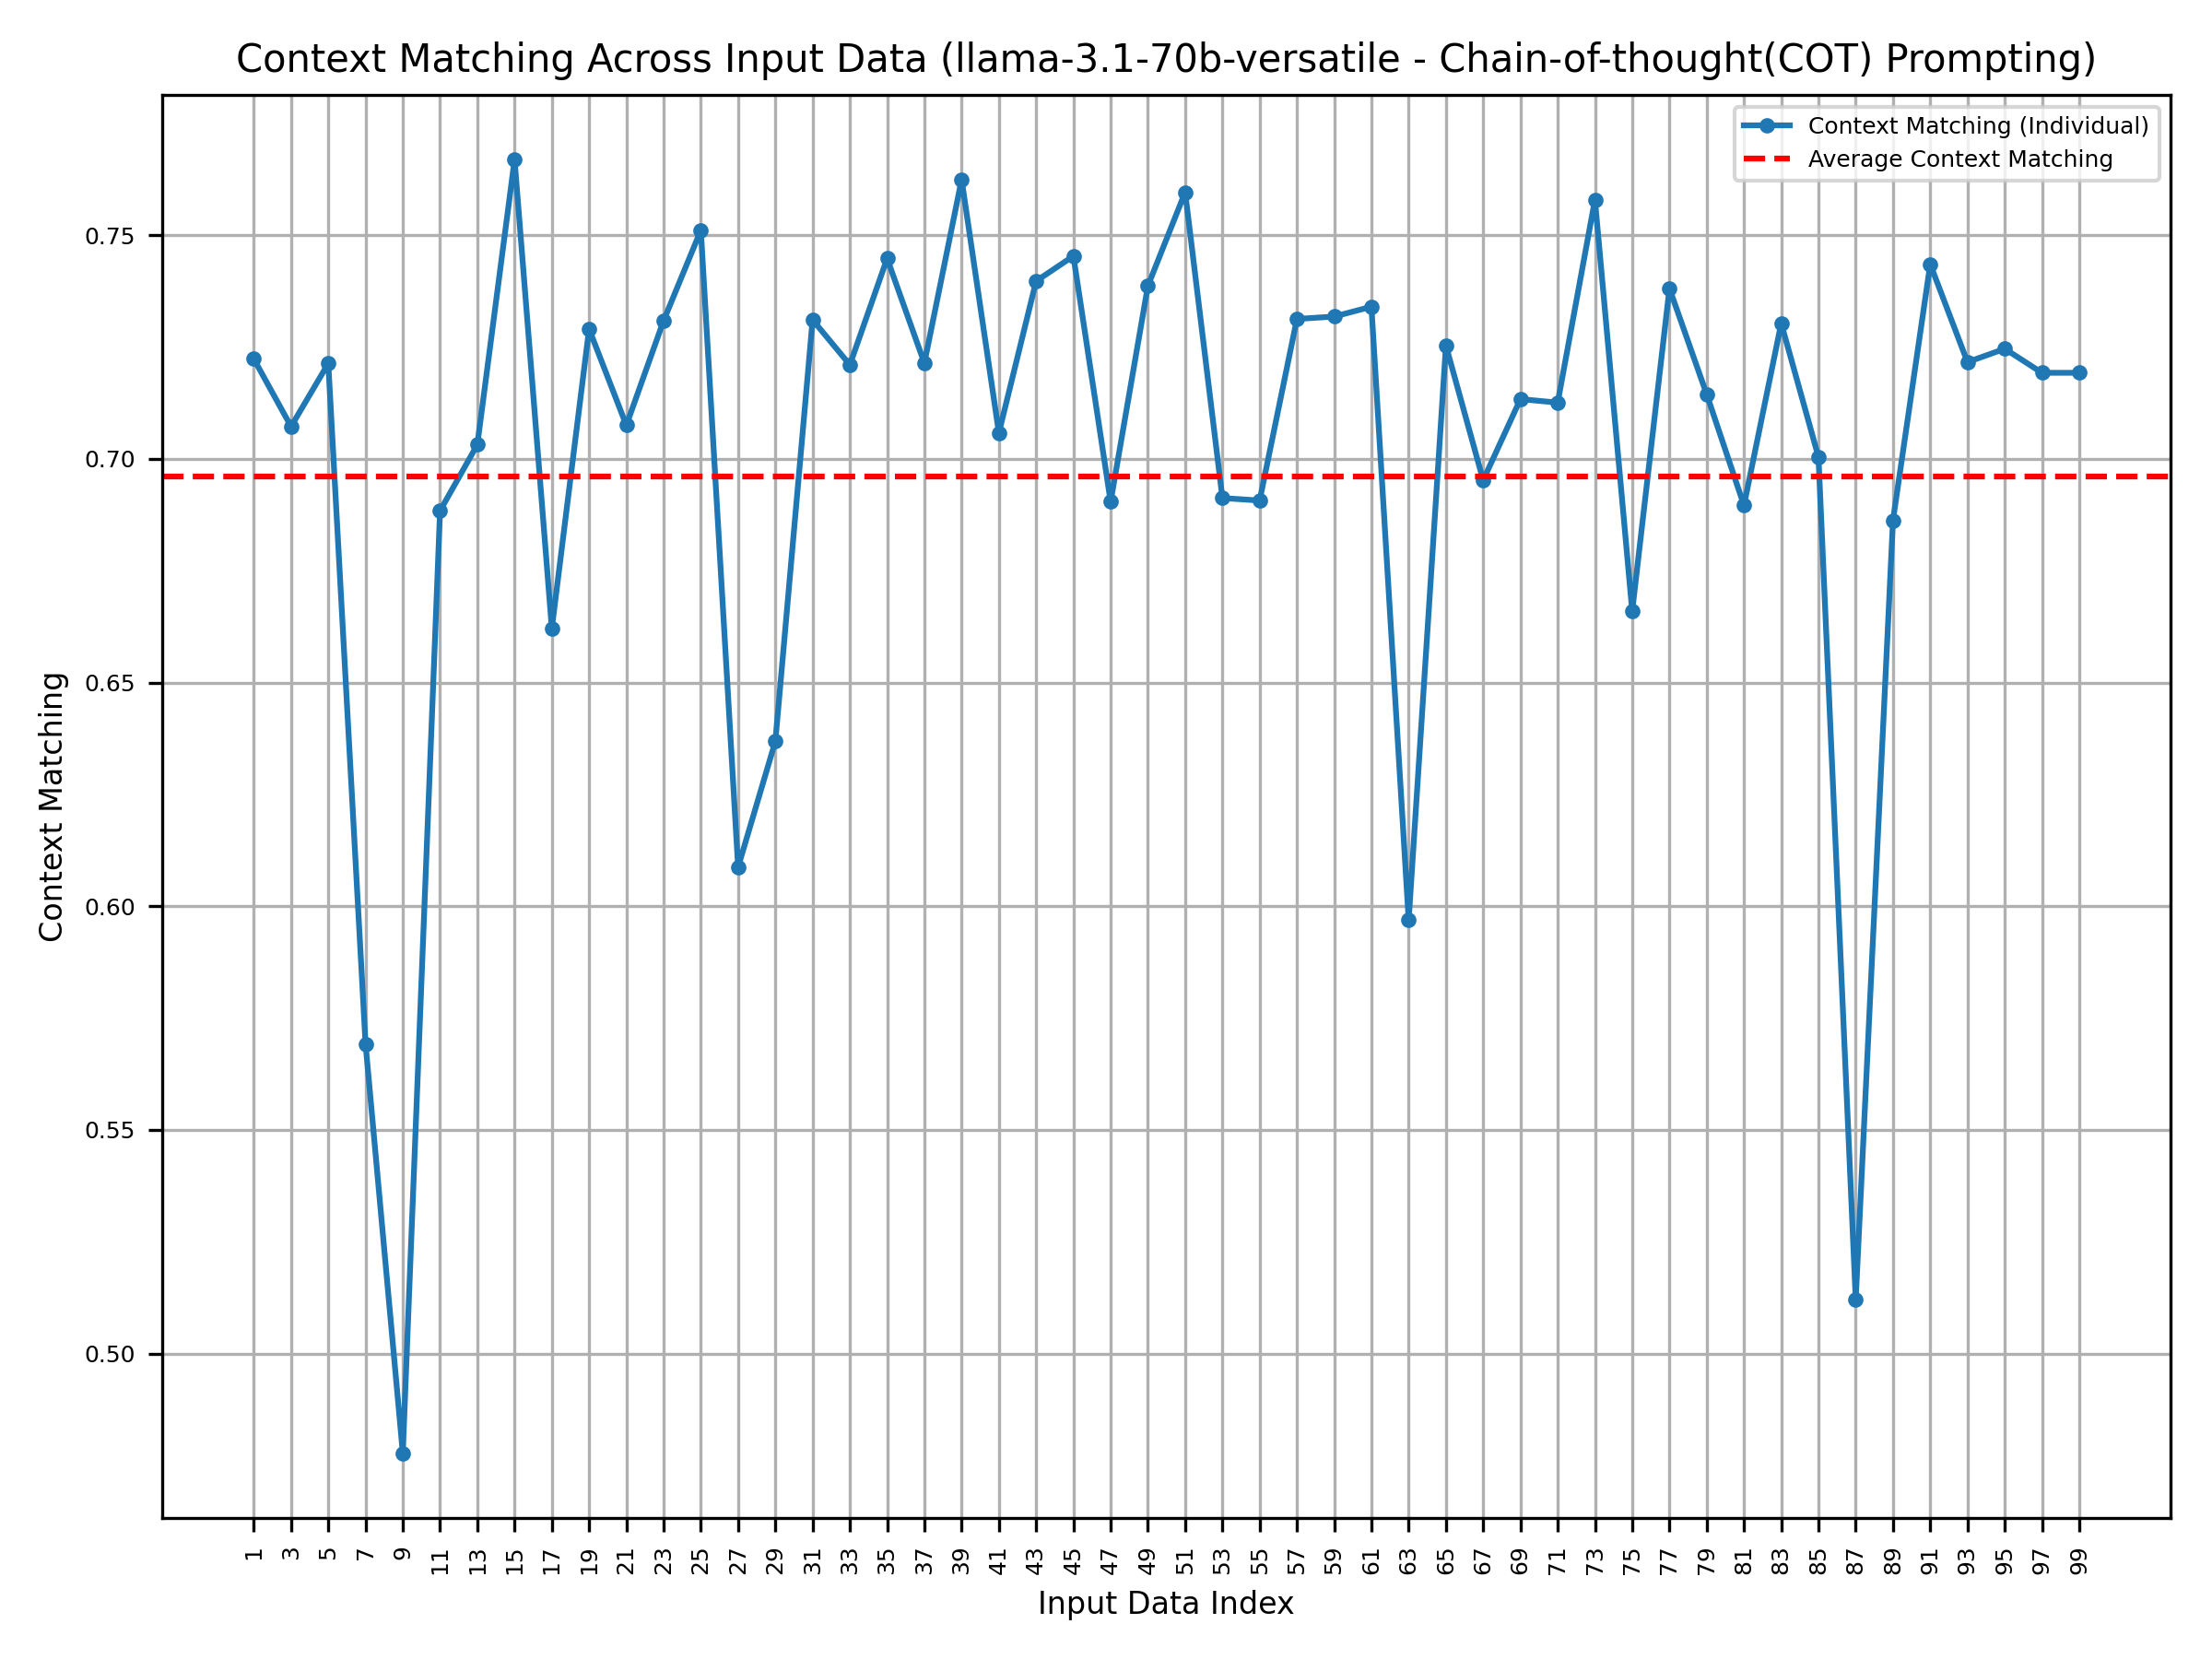 Context Matching Across Input Data (llama-3.1-70b-versatile - Chain-of-thought(COT) Prompting)
Context Matching (Individual)
Average Context Matching
0.75
0.70
0.65
0.60
0.55
0.50
Context Matching
1 3 5 7 9 11 13 15 17 19 21 23 25 27 29 31 33 35 37 39 41 43 45 47 49 51 53 55 57 59 61 63 65 67 69 71 73 75 77 79 81 83 85 87 89 91 93 95 97 99
Input Data Index